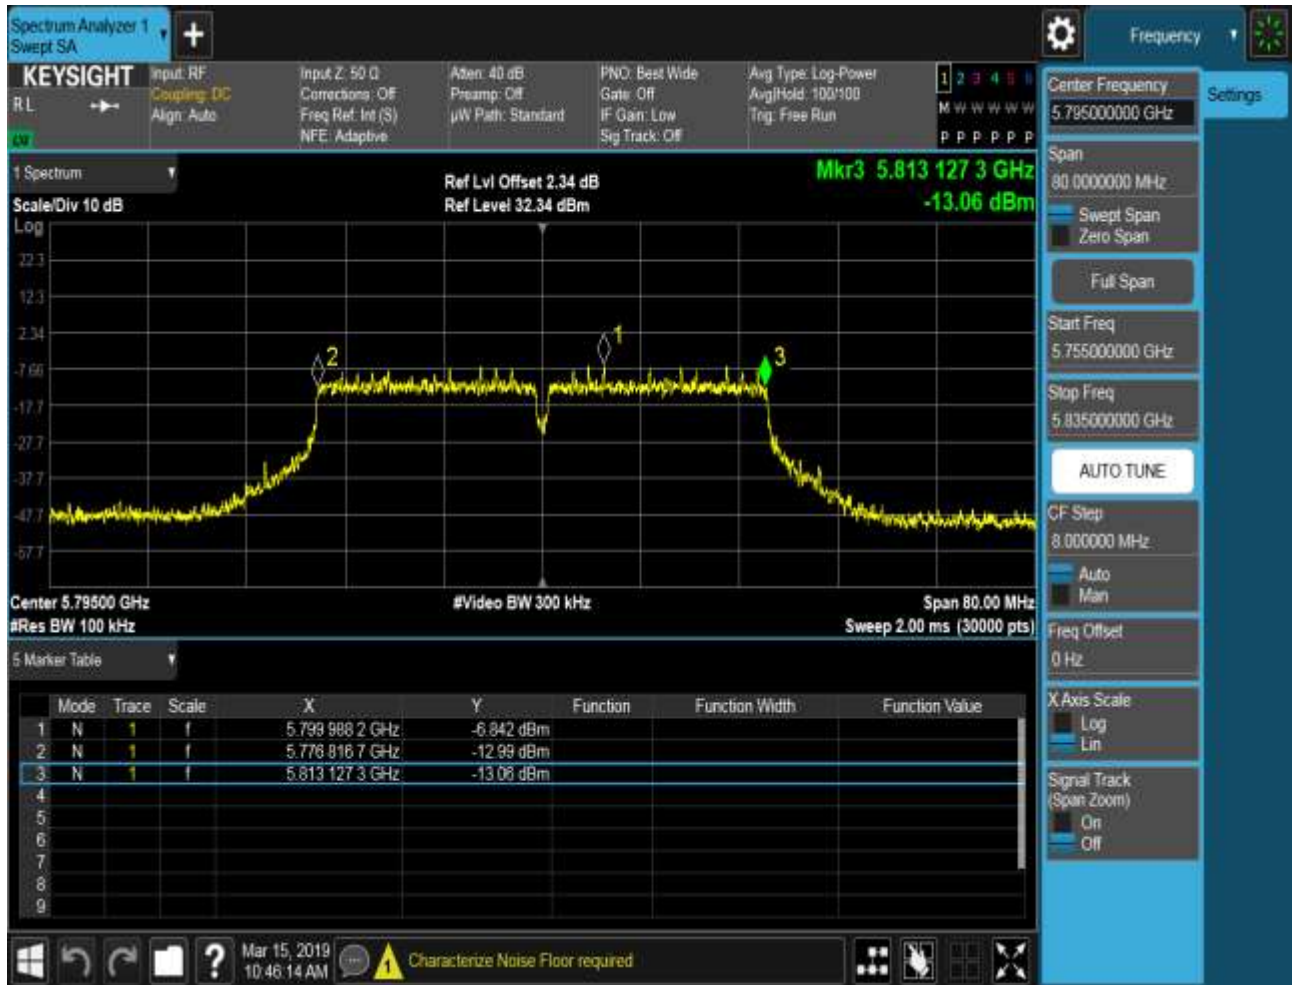 Spectrum Analyzer 1
Swept SA
+
Frequency
KEYSIGHT
R L
Input: RF
Coupling: DC
Align: Auto
Input Z: 50 Ω
Corrections: Off
Freq Ref: Int (S)
NFE: Adaptive
Atten: 40 dB
Preamp: Off
µW Path: Standard
PNO: Best Wide
Gate: Off
IF Gain: Low
Sig Track: Off
Avg Type: Log-Power
Avg|Hold: 100/100
Trig: Free Run
1 2 3 4 5 6
M W W W W W
P P P P P P
1 Spectrum
Scale/Div 10 dB
Ref Lvl Offset 2.34 dB
Ref Level 32.34 dBm
Mkr3 5.813 127 3 GHz
-13.06 dBm
Log
22.3
12.3
2.34
-7.66
-17.7
-27.7
-37.7
-47.7
-57.7
2
1
3
Center 5.79500 GHz
#Video BW 300 kHz
Span 80.00 MHz
#Res BW 100 kHz
Sweep 2.00 ms (30000 pts)
5 Marker Table
Mode Trace Scale X Y Function Function Width Function Value
1 N 1 f 5.799 988 2 GHz -6.842 dBm
2 N 1 f 5.776 816 7 GHz -12.99 dBm
3 N 1 f 5.813 127 3 GHz -13.06 dBm
4
5
6
7
8
9
Center Frequency
5.795000000 GHz
Settings
Span
80.0000000 MHz
Swept Span
Zero Span
Full Span
Start Freq
5.755000000 GHz
Stop Freq
5.835000000 GHz
AUTO TUNE
CF Step
8.000000 MHz
Auto
Man
Freq Offset
0 Hz
X Axis Scale
Log
Lin
Signal Track
(Span Zoom)
On
Off
?
Mar 15, 2019
10:46:14 AM
1
Characterize Noise Floor required